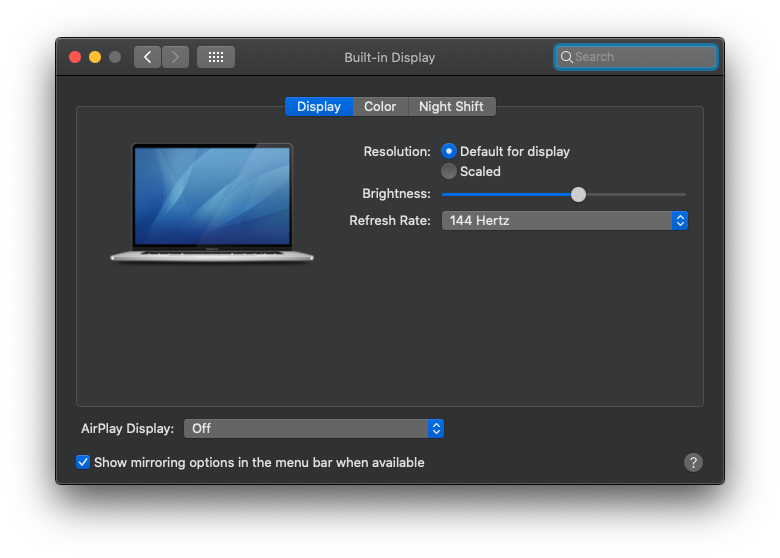 Built-in Display
Search
Display
Color
Night Shift
Resolution:
Default for display
Scaled
Brightness:
Refresh Rate:
144 Hertz
AirPlay Display:
Off
Show mirroring options in the menu bar when available
?